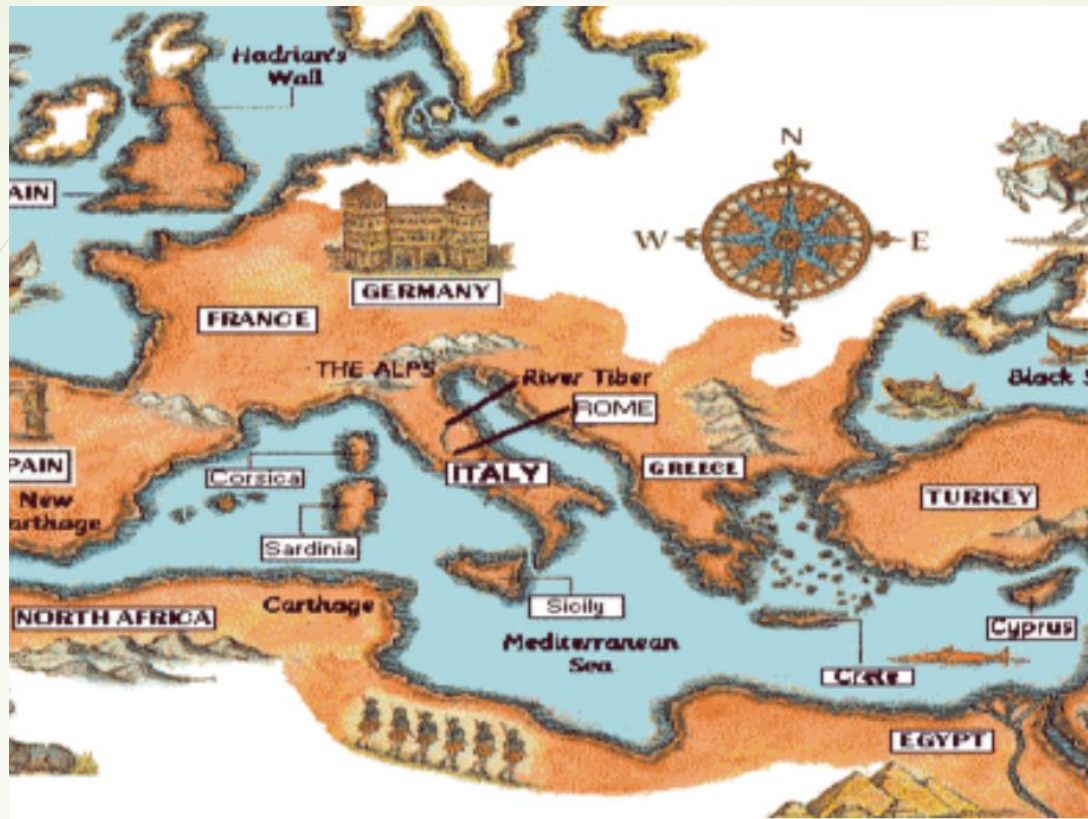 Hadrian's
Wall
N
AIN
W
E
GERMANY
FRANCE
S
THE ALPS
River Tiber
Black S
ROME
PAIN
Corsica
ITALY
GREECE
New
arthage
TURKEY
Sardinia
NORTH AFRICA
Carthage
Sicily
Cyprus
Mediterranean
Sea
Crete
EGYPT